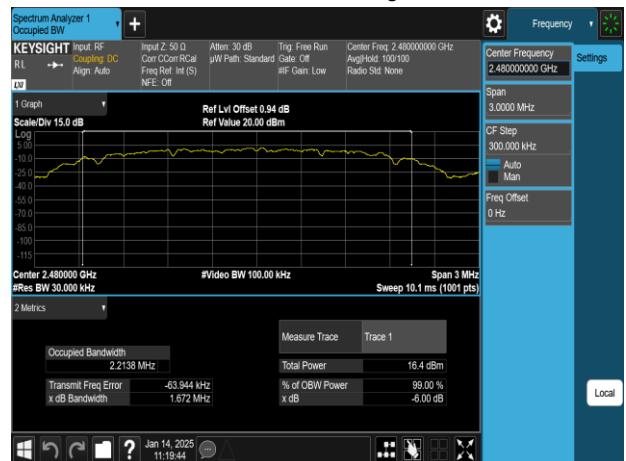 Spectrum Analyzer 1
Occupied BW
Frequency
KEYSIGHT
RL
LXI
Input: RF
Coupling: DC
Align: Auto
Input Z: 50 Ω
Corr CCorr RCal
Freq Ref: Int (S)
NFE: Off
Atten: 30 dB
µW Path: Standard
Trig: Free Run
Gate: Off
#IF Gain: Low
Center Freq: 2.480000000 GHz
Avg|Hold: 100/100
Radio Std: None
Center Frequency
2.480000000 GHz
Settings
Span
3.0000 MHz
CF Step
300.000 kHz
Auto
Man
Freq Offset
0 Hz
Local
1 Graph
Scale/Div 15.0 dB
Ref Lvl Offset 0.94 dB
Ref Value 20.00 dBm
Log
5.00
-10.0
-25.0
-40.0
-55.0
-70.0
-85.0
-100
-115
Center 2.480000 GHz
#Res BW 30.000 kHz
#Video BW 100.00 kHz
Span 3 MHz
Sweep 10.1 ms (1001 pts)
2 Metrics
Measure Trace Trace 1
Occupied Bandwidth
2.2138 MHz
Total Power 16.4 dBm
Transmit Freq Error -63.944 kHz
% of OBW Power 99.00 %
x dB Bandwidth 1.672 MHz
x dB -6.00 dB
Jan 14, 2025
11:19:44